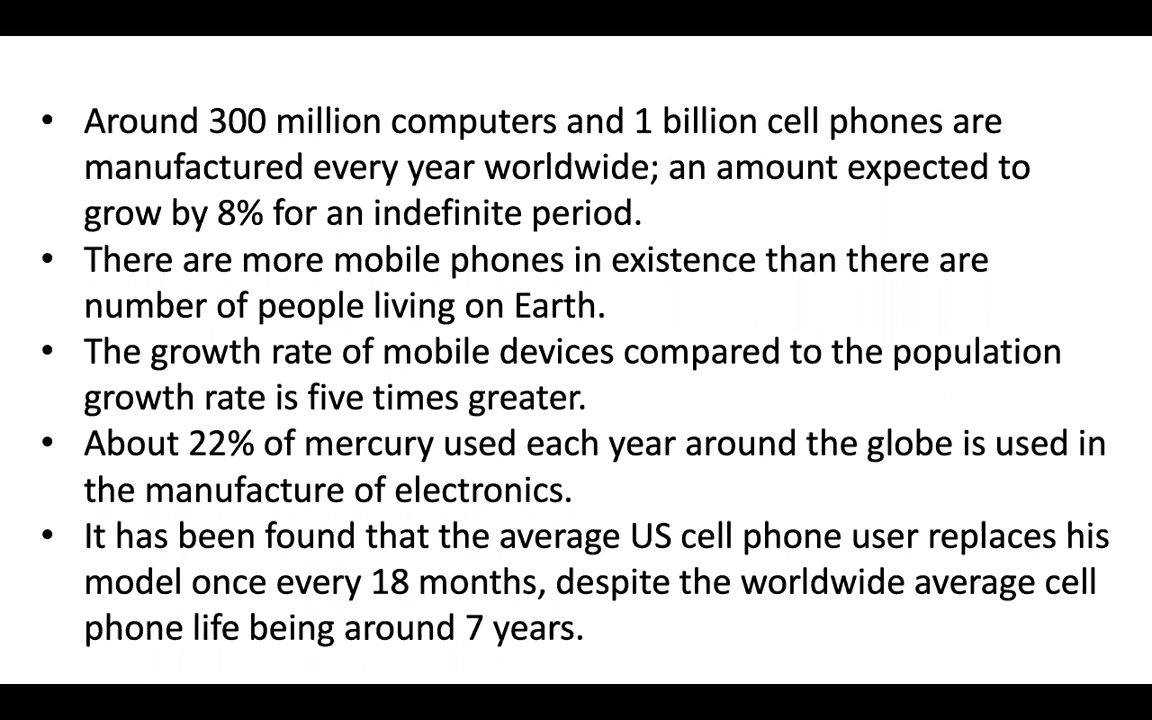 • Around 300 million computers and 1 billion cell phones are
manufactured every year worldwide; an amount expected to
grow by 8% for an indefinite period.
• There are more mobile phones in existence than there are
number of people living on Earth.
• The growth rate of mobile devices compared to the population
growth rate is five times greater.
• About 22% of mercury used each year around the globe is used in
the manufacture of electronics.
• It has been found that the average US cell phone user replaces his
model once every 18 months, despite the worldwide average cell
phone life being around 7 years.